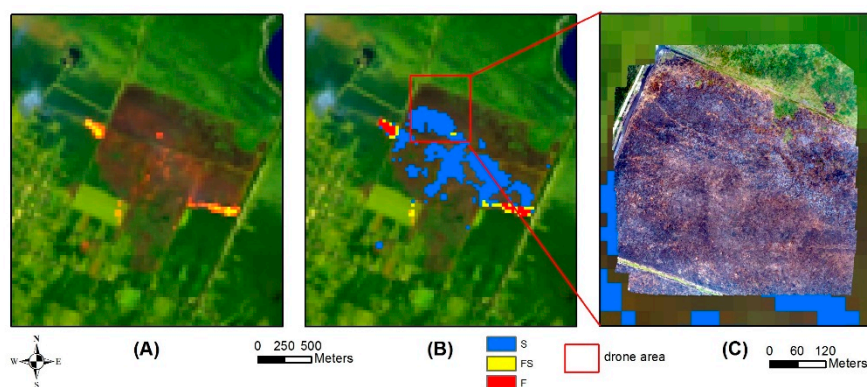 N
W E
S
(A)
0 250 500
Meters
(B)
S
FS
F
drone area
(C)
0 60 120
Meters